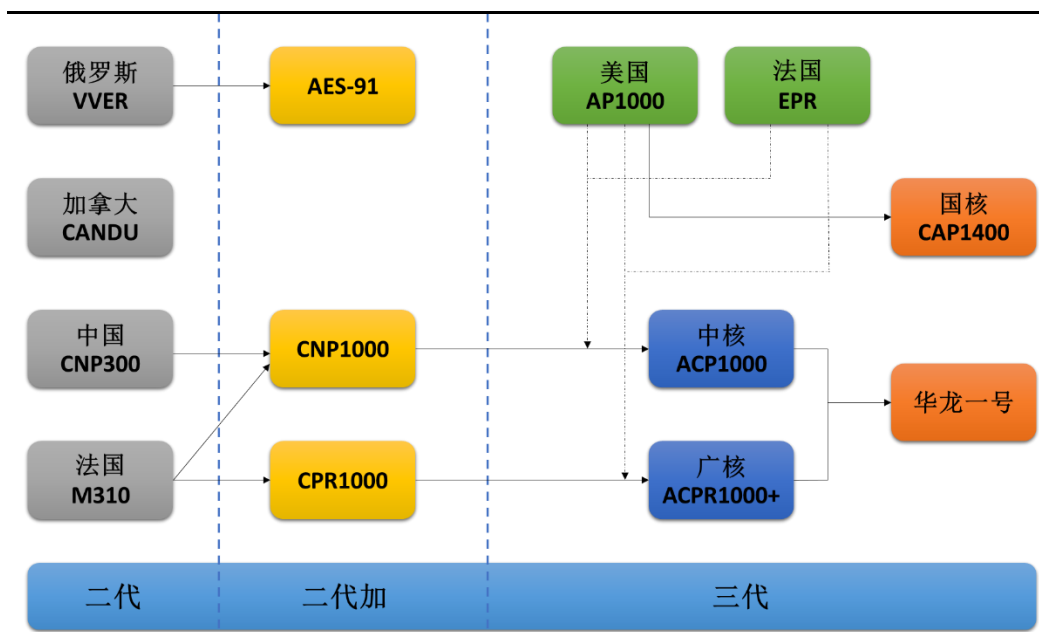 俄罗斯
VVER
AES-91
美国
AP1000
法国
EPR
加拿大
CANDU
国核
CAP1400
中国
CNP300
CNP1000
中核
ACP1000
华龙一号
法国
M310
CPR1000
广核
ACPR1000+
二代
二代加
三代